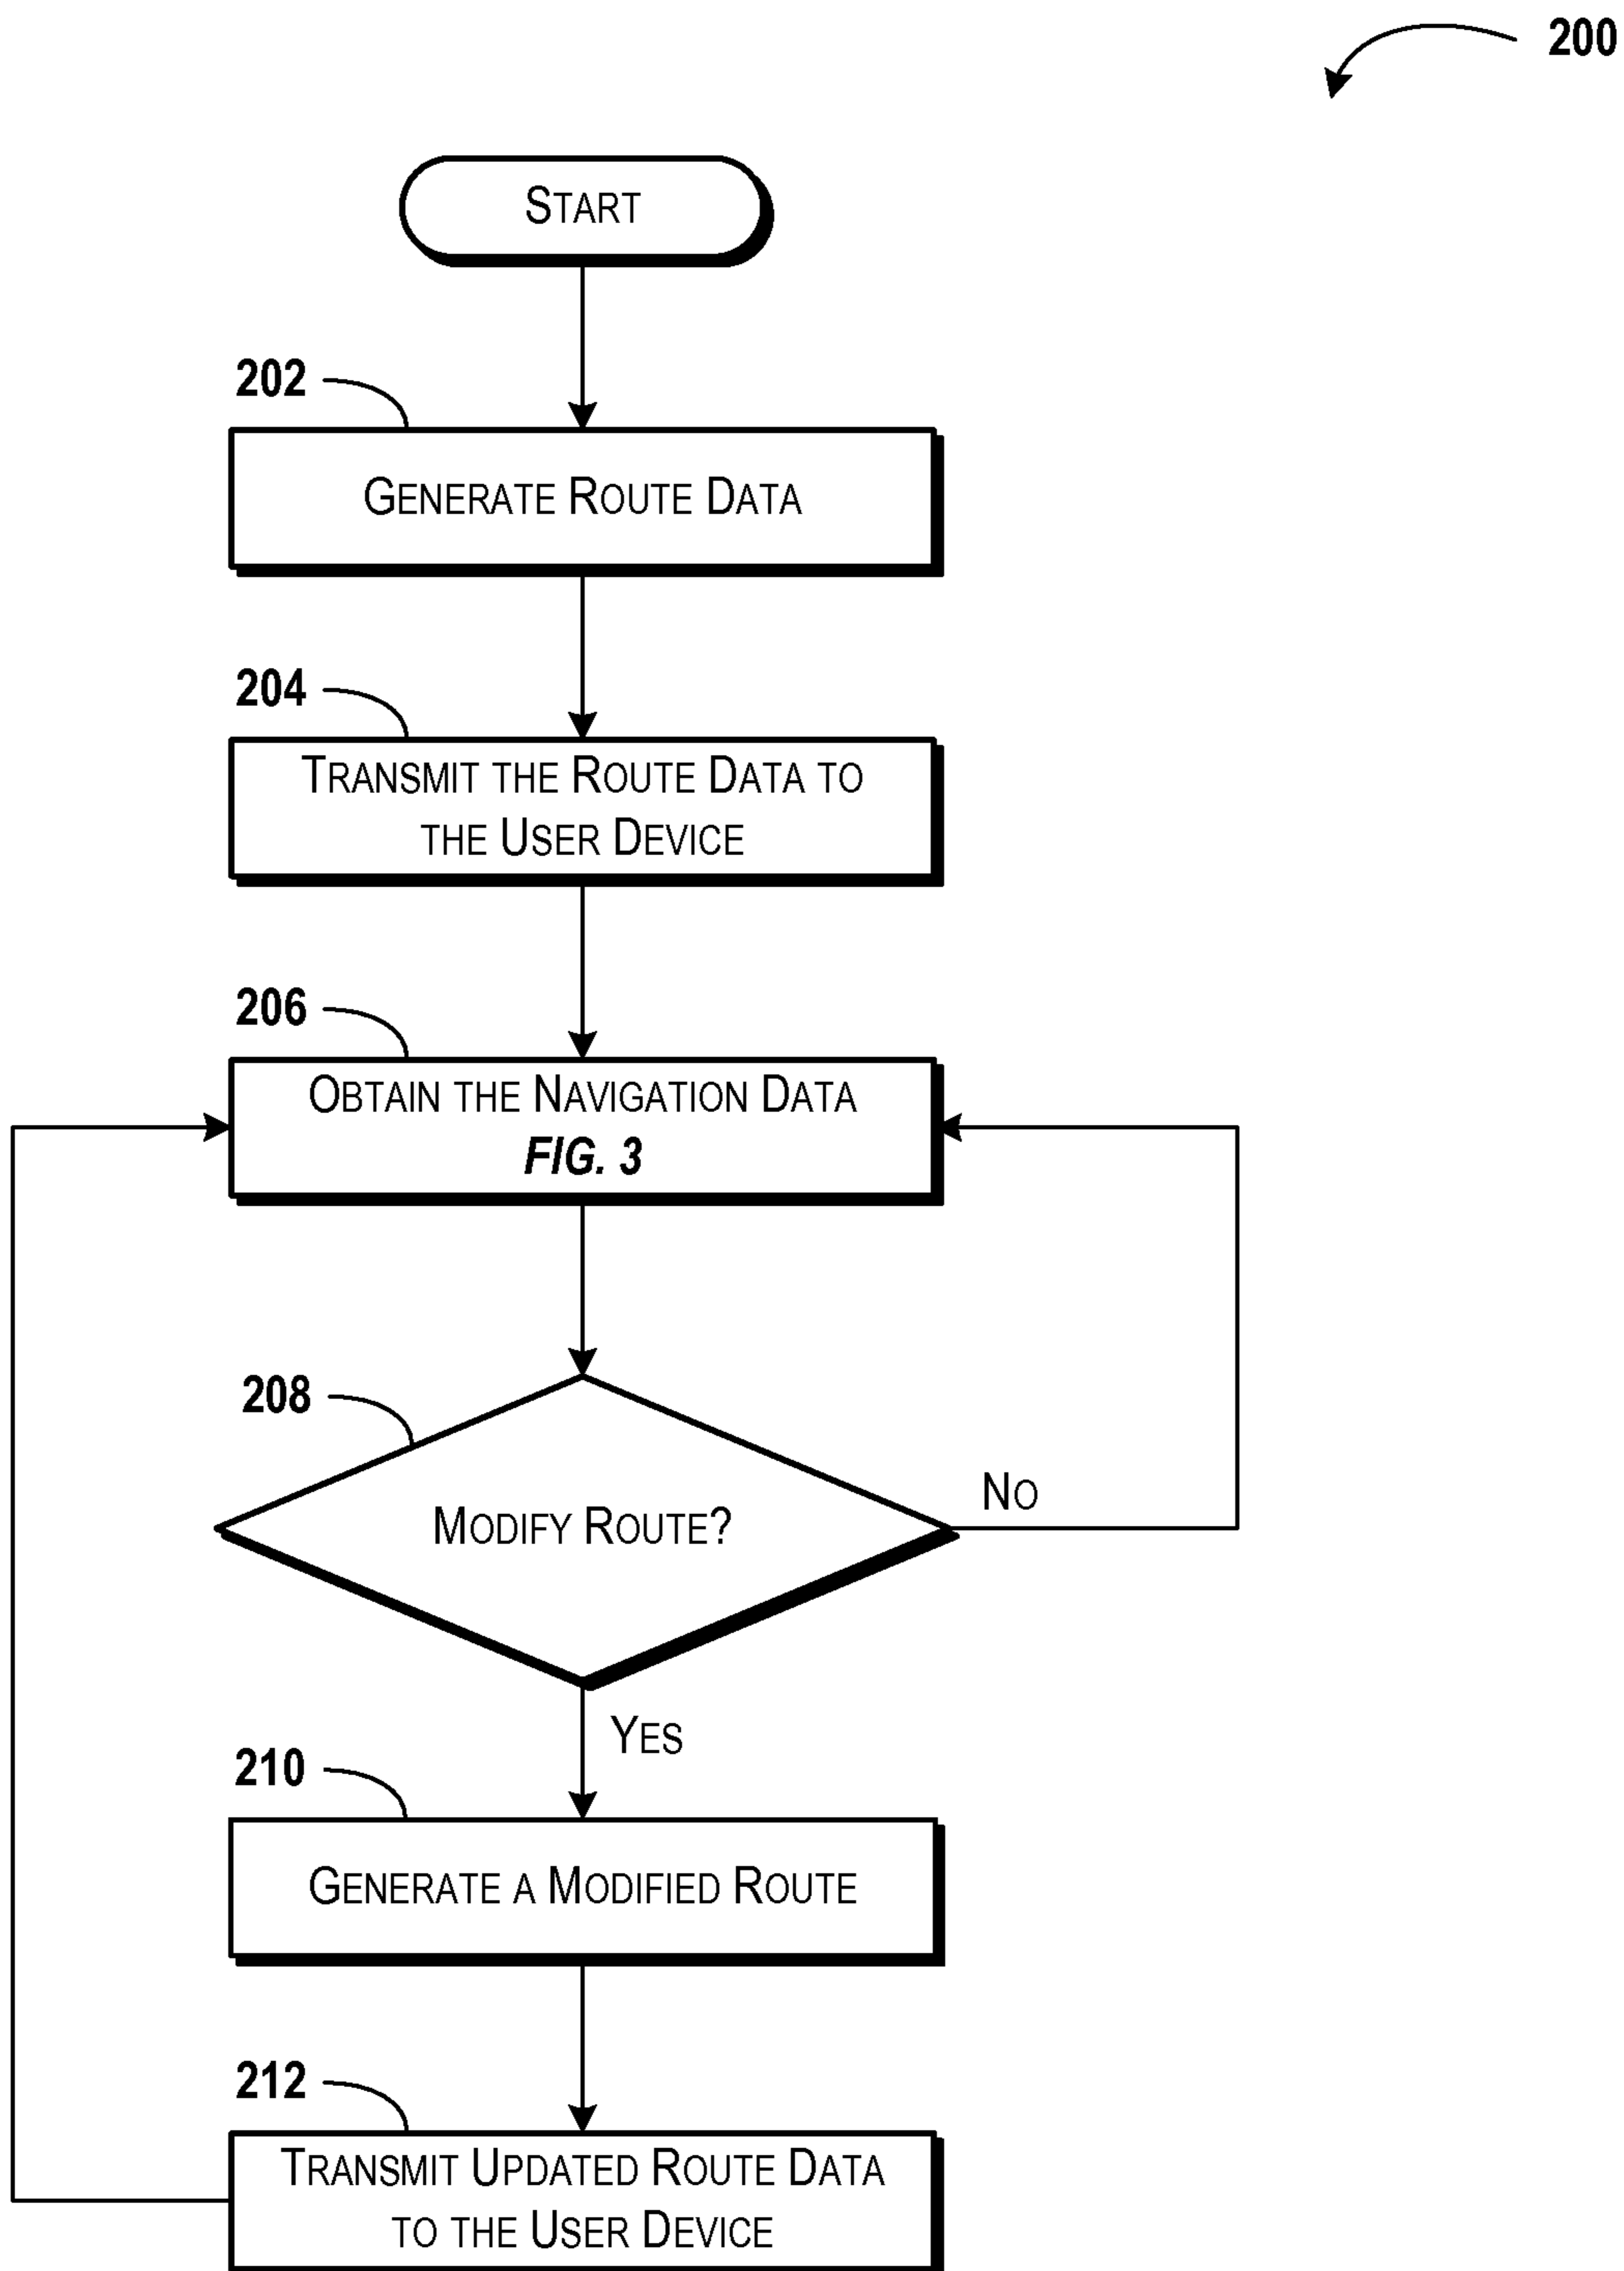 200
START
202
GENERATE ROUTE DATA
204
TRANSMIT THE ROUTE DATA TO
THE USER DEVICE
206
OBTAIN THE NAVIGATION DATA
FIG. 3
208
MODIFY ROUTE?
NO
YES
210
GENERATE A MODIFIED ROUTE
212
TRANSMIT UPDATED ROUTE DATA
TO THE USER DEVICE